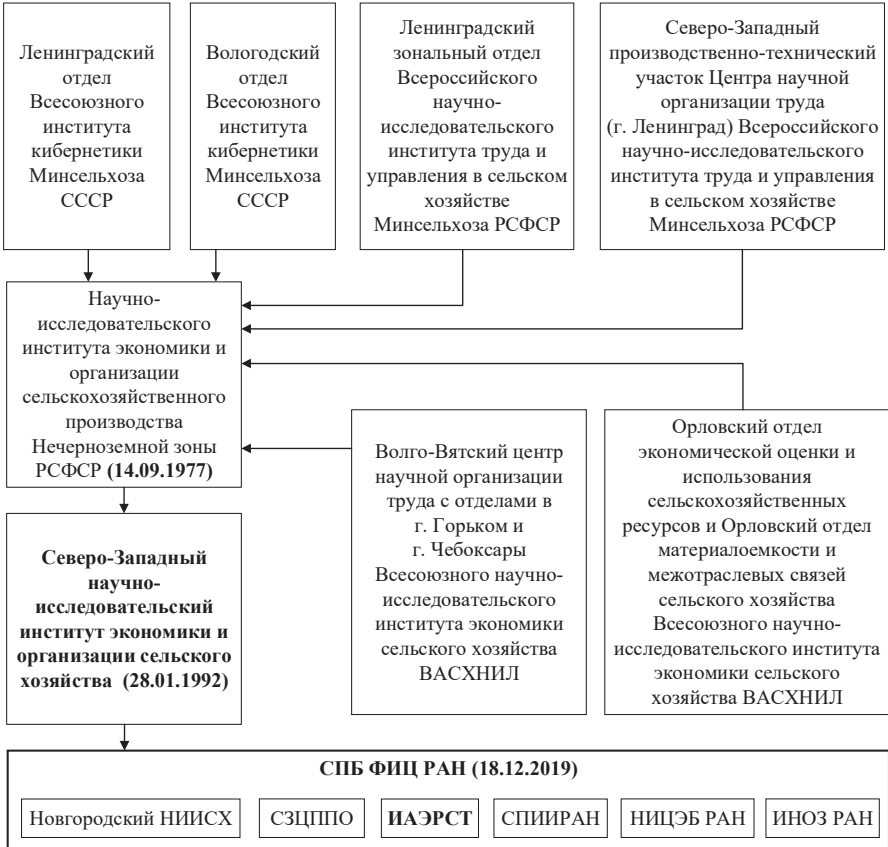 Ленинградский
отдел
Всесоюзного
института
кибернетики
Минсельхоза
СССР
Вологодский
отдел
Всесоюзного
института
кибернетики
Минсельхоза
СССР
Ленинградский
зональный отдел
Всероссийского
научно-
исследовательского
института труда и
управления в сельском
хозяйстве
Минсельхоза РСФСР
Северо-Западный
производственно-технический
участок Центра научной
организации труда
(г. Ленинград) Всероссийского
научно-исследовательского
института труда и управления
в сельском хозяйстве
Минсельхоза РСФСР
Научно-
исследовательского
института экономики и
организации
сельскохозяйственного
производства
Нечерноземной зоны
РСФСР (14.09.1977)
Волго-Вятский центр
научной организации
труда с отделами в
г. Горьком и
г. Чебоксары
Всесоюзного научно-
исследовательского
института экономики
сельского хозяйства
ВАСХНИЛ
Орловский отдел
экономической оценки и
использования
сельскохозяйственных
ресурсов и Орловский отдел
материалоемкости и
межотраслевых связей
сельского хозяйства
Всесоюзного научно-
исследовательского института
экономики сельского
хозяйства ВАСХНИЛ
Северо-Западный
научно-
исследовательский
институт экономики и
организации сельского
хозяйства (28.01.1992)
СПБ ФИЦ РАН (18.12.2019)
Новгородский НИИСХ
СЗЦППО
ИАЭРСТ
СПИИРАН
НИЦЭБ РАН
ИНОЗ РАН